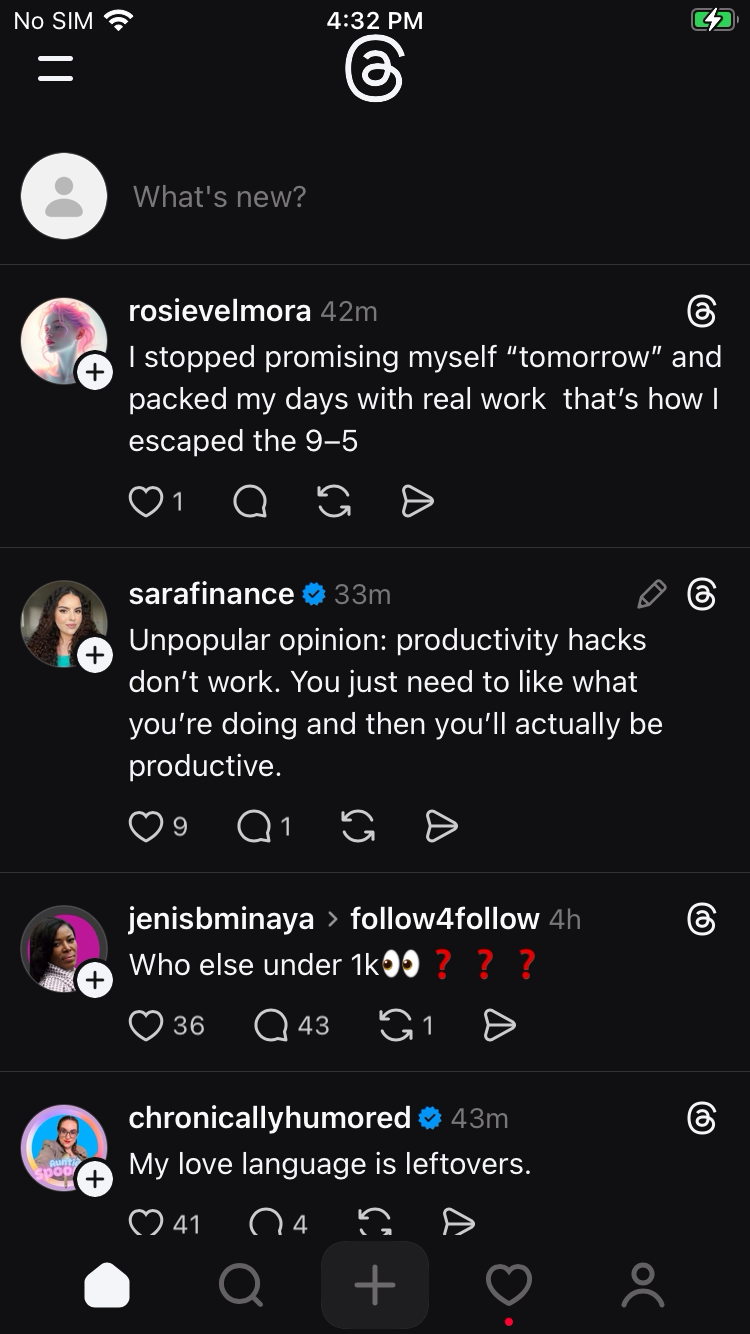 No SIM 4:32 PM
What's new?
rosievelmora 42m
I stopped promising myself “tomorrow” and
packed my days with real work  that’s how I
escaped the 9–5
1
sarafinance 33m
Unpopular opinion: productivity hacks
don’t work. You just need to like what
you’re doing and then you’ll actually be
productive.
9 1
jenisbminaya > follow4follow 4h
Who else under 1k👀❓❓❓
36 43 1
chronicallyhumored 43m
My love language is leftovers.
41 4